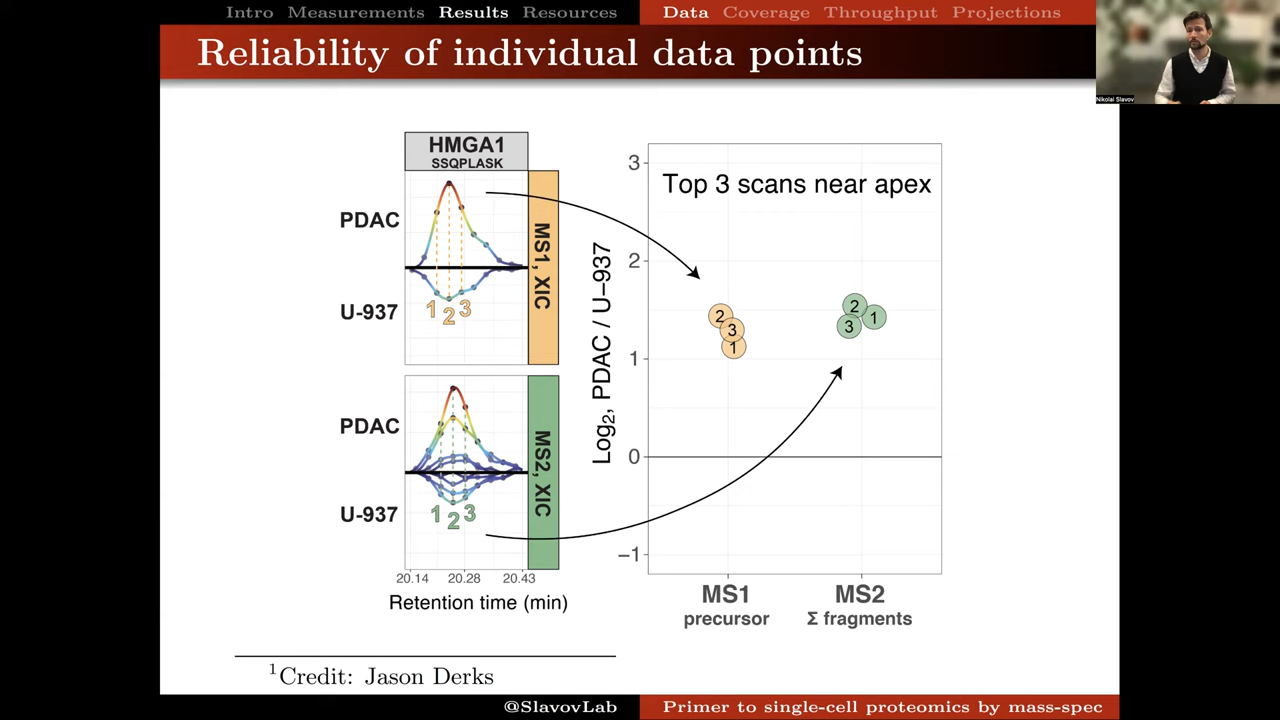 Intro Measurements Results Resources
Data Coverage Throughput Projections
Reliability of individual data points
Nikolai Slavov
HMGA1
SSQPLASK
PDAC
U-937
1 2 3
MS1, XIC
PDAC
U-937
1 2 3
MS2, XIC
20.14 20.28 20.43
Retention time (min)
Top 3 scans near apex
Log2, PDAC / U−937
3
2
1
0
−1
2
3
1
2
1
3
MS1
precursor
MS2
Σ fragments
1Credit: Jason Derks
@SlavovLab
Primer to single-cell proteomics by mass-spec